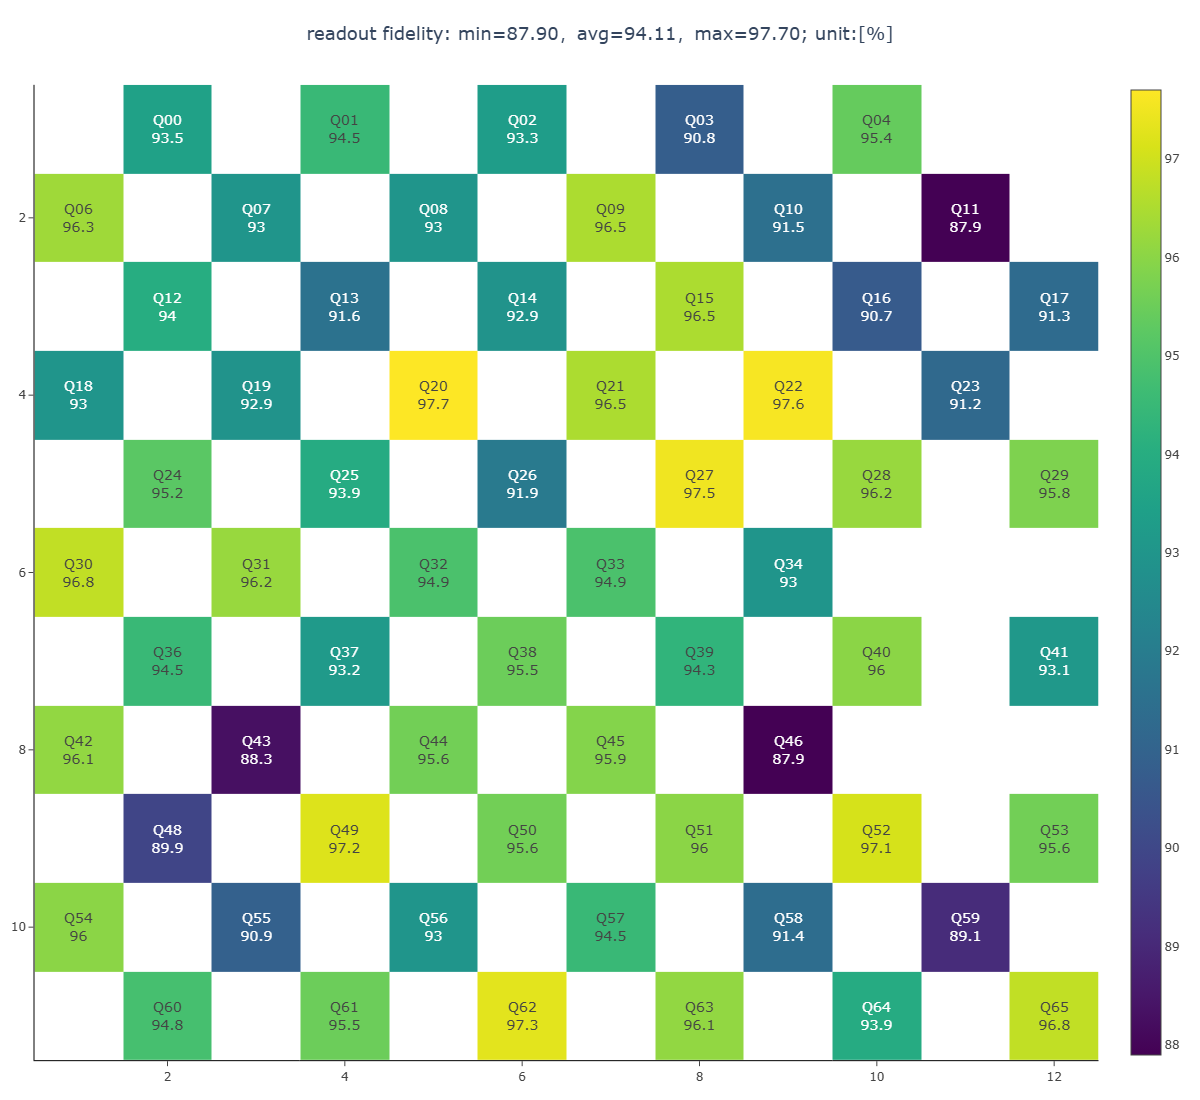 readout fidelity: min=87.90, avg=94.11, max=97.70; unit:[%]
Q00 Q01 Q02 Q03 Q04
93.5 94.5 93.3 90.8 95.4
Q06 Q07 Q08 Q09 Q10 Q11
96.3 93 93 96.5 91.5 87.9
Q12 Q13 Q14 Q15 Q16 Q17
94 91.6 92.9 96.5 90.7 91.3
Q18 Q19 Q20 Q21 Q22 Q23
93 92.9 97.7 96.5 97.6 91.2
Q24 Q25 Q26 Q27 Q28 Q29
95.2 93.9 91.9 97.5 96.2 95.8
Q30 Q31 Q32 Q33 Q34
96.8 96.2 94.9 94.9 93
Q36 Q37 Q38 Q39 Q40 Q41
94.5 93.2 95.5 94.3 96 93.1
Q42 Q43 Q44 Q45 Q46
96.1 88.3 95.6 95.9 87.9
Q48 Q49 Q50 Q51 Q52 Q53
89.9 97.2 95.6 96 97.1 95.6
Q54 Q55 Q56 Q57 Q58 Q59
96 90.9 93 94.5 91.4 89.1
Q60 Q61 Q62 Q63 Q64 Q65
94.8 95.5 97.3 96.1 93.9 96.8
2
4
6
8
10
2 4 6 8 10 12
97
96
95
94
93
92
91
90
89
88